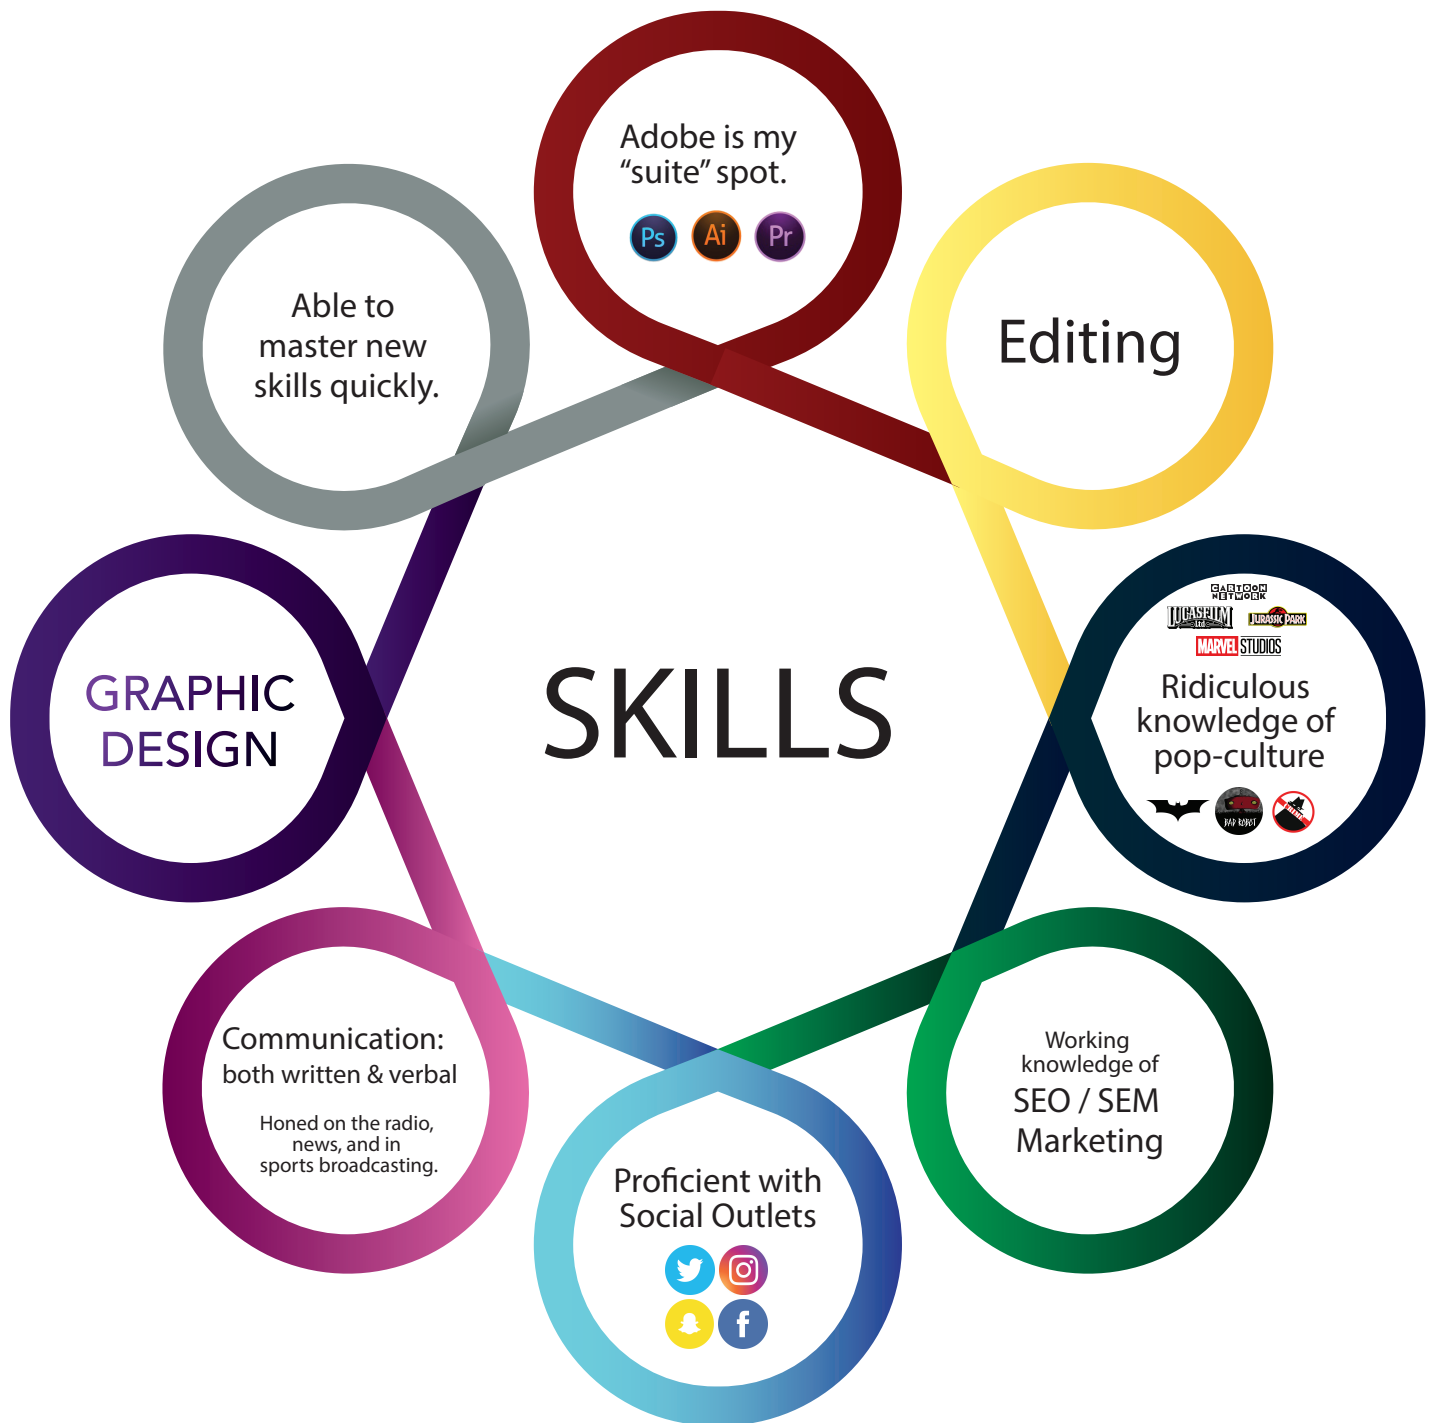 Adobe is my
“suite” spot.
Ps Ai Pr
Editing
CARTOON
NETWORK
LUCASFILM
Ltd
JURASSIC PARK
MARVEL STUDIOS
Ridiculous
knowledge of
pop-culture
BAD ROBOT
Working
knowledge of
SEO / SEM
Marketing
Proficient with
Social Outlets
f
Communication:
both written & verbal
Honed on the radio,
news, and in
sports broadcasting.
GRAPHIC
DESIGN
Able to
master new
skills quickly.
SKILLS